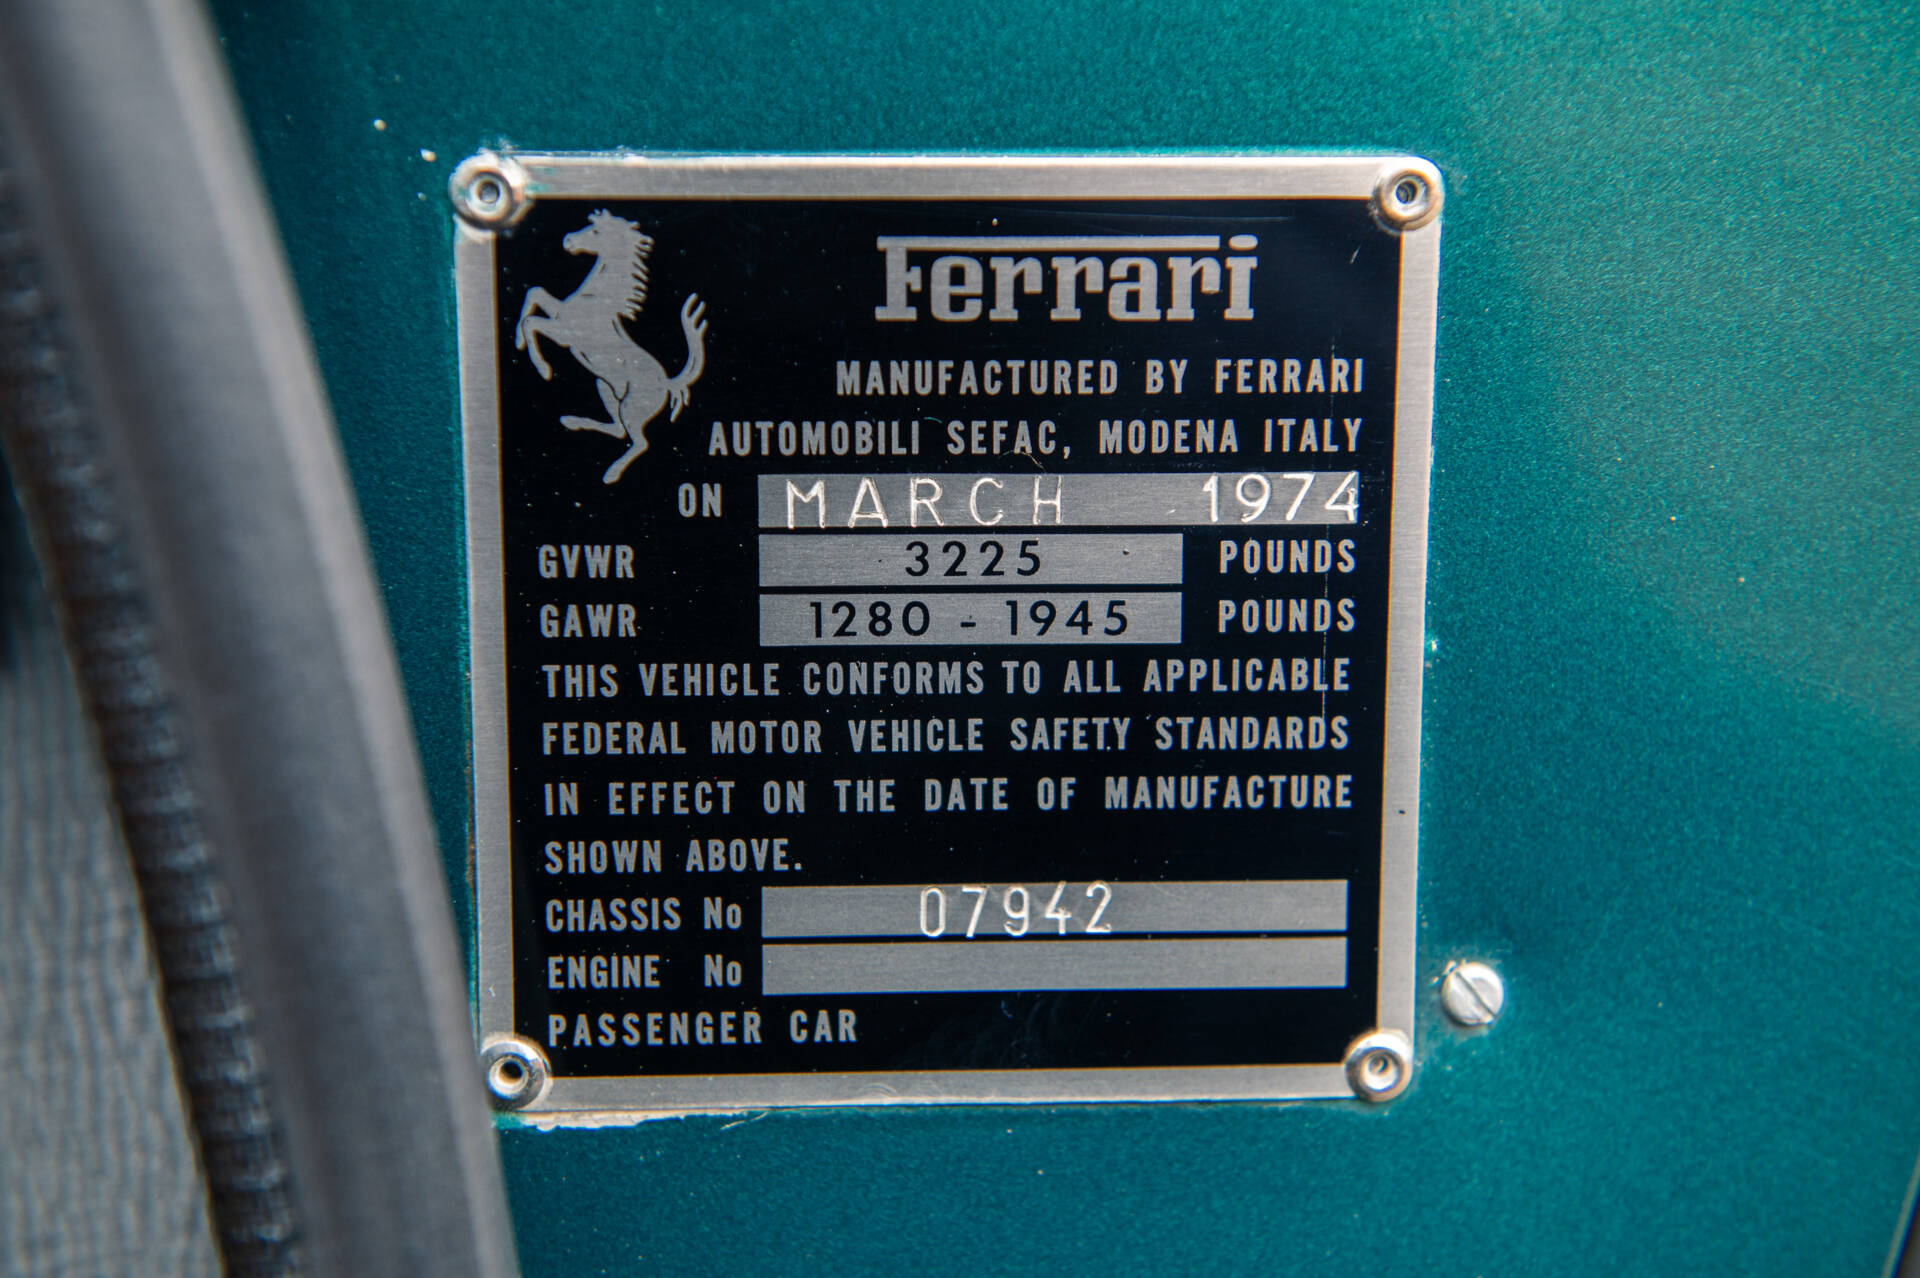 Ferrari
MANUFACTURED BY FERRARI
AUTOMOBILI SEFAC, MODENA ITALY
ON MARCH 1974
GVWR 3225 POUNDS
GAWR 1280 - 1945 POUNDS
THIS VEHICLE CONFORMS TO ALL APPLICABLE
FEDERAL MOTOR VEHICLE SAFETY STANDARDS
IN EFFECT ON THE DATE OF MANUFACTURE
SHOWN ABOVE.
CHASSIS No 07942
ENGINE No
PASSENGER CAR